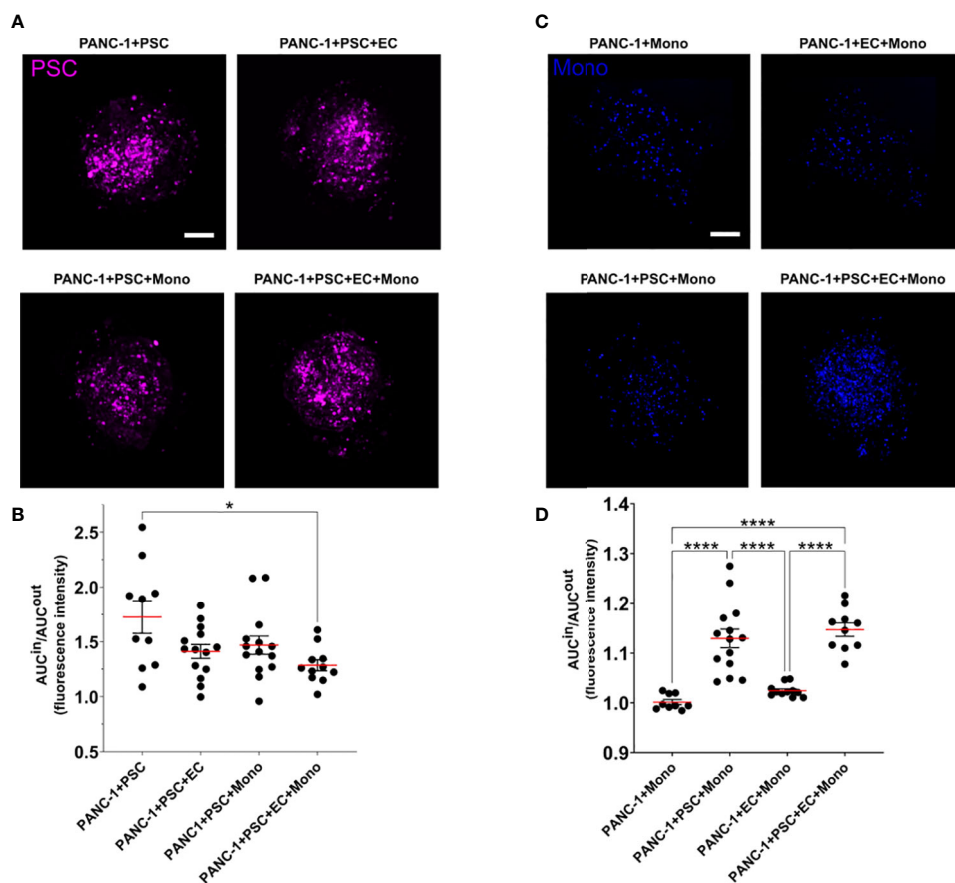 A
PANC-1+PSC
PANC-1+PSC+EC
PSC
PANC-1+PSC+Mono
PANC-1+PSC+EC+Mono
B
*
AUCin/AUCout
(fluorescence intensity)
2.5
2.0
1.5
1.0
0.5
PANC-1+PSC
PANC-1+PSC+EC
PANC1+PSC+Mono
PANC-1+PSC+EC+Mono
C
PANC-1+Mono
PANC-1+EC+Mono
Mono
PANC-1+PSC+Mono
PANC-1+PSC+EC+Mono
D
****
**** **** ****
AUCin/AUCout
(fluorescence intensity)
1.4
1.3
1.2
1.1
1.0
0.9
PANC-1+Mono
PANC-1+PSC+Mono
PANC-1+EC+Mono
PANC-1+PSC+EC+Mono